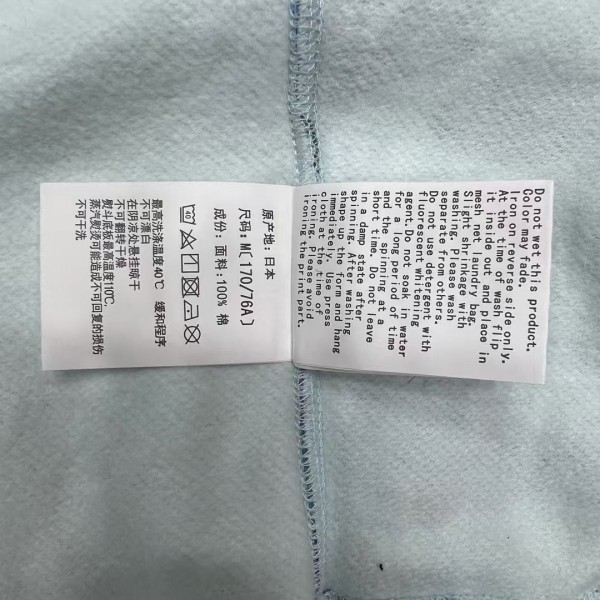 原产地: 日本
尺码: M[170/76A]
成份: 面料:100% 棉
40
最高洗涤温度40℃ 缓和程序
不可漂白
在阴凉处悬挂晾干
不可翻转干燥
熨斗底板最高温度110℃,
蒸汽熨烫可能造成不可回复的损伤
不可干洗
Do not wet this product.
Color may fade.
Iron on reverse side only.
At the time of wash flip
it inside out and place in
mesh net laundry bag.
Slight shrinkage with
washing. Please wash
separate from others.
Do not use detergent with
fluorescent whitening
agent. Do not soak in water
for a long period of time
and the spinning at a
short time. Do not leave
in a damp state after
spinning. After washing
shape up the form and hang
immediately. Use press
cloth at the time of
ironing. Please avoid
ironing the print part.